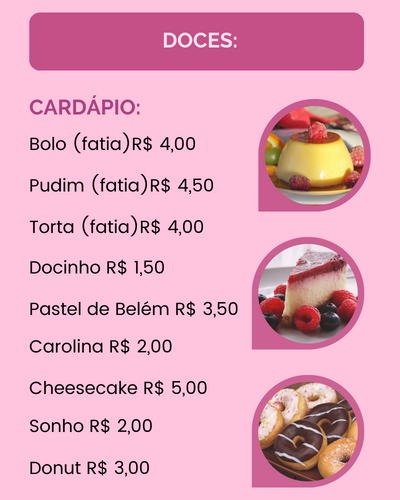 DOCES:
CARDÁPIO:
Bolo (fatia)R$ 4,00
Pudim (fatia)R$ 4,50
Torta (fatia)R$ 4,00
Docinho R$ 1,50
Pastel de Belém R$ 3,50
Carolina R$ 2,00
Cheesecake R$ 5,00
Sonho R$ 2,00
Donut R$ 3,00